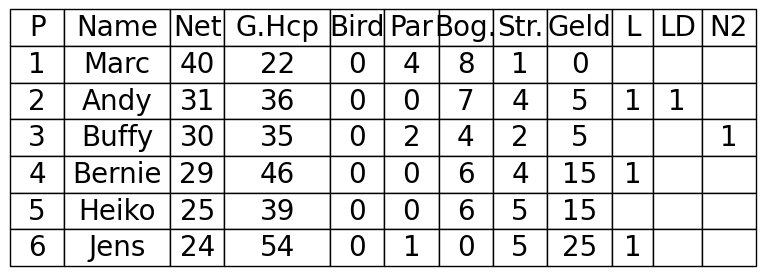 P Name Net G.Hcp Bird Par Bog. Str. Geld L LD N2
1 Marc 40 22 0 4 8 1 0
2 Andy 31 36 0 0 7 4 5 1 1
3 Buffy 30 35 0 2 4 2 5 1
4 Bernie 29 46 0 0 6 4 15 1
5 Heiko 25 39 0 0 6 5 15
6 Jens 24 54 0 1 0 5 25 1